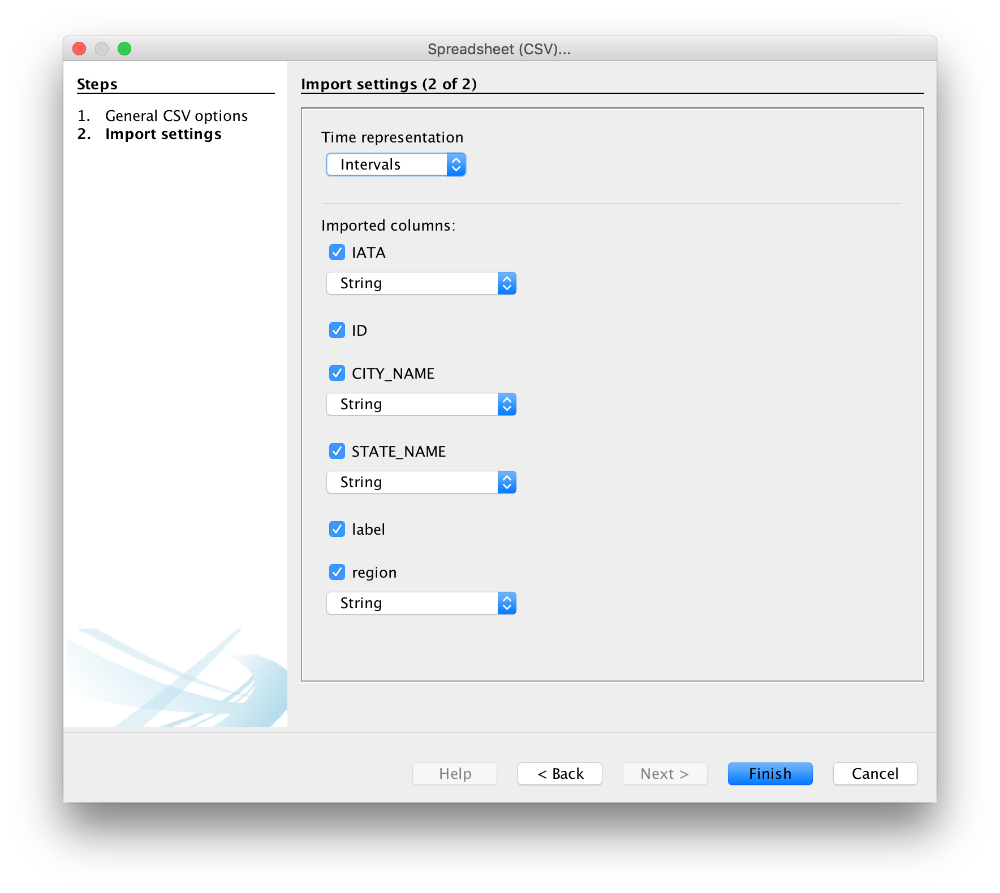 Spreadsheet (CSV)...
Steps
1. General CSV options
2. Import settings
Import settings (2 of 2)
Time representation
Intervals
Imported columns:
IATA
String
ID
CITY_NAME
String
STATE_NAME
String
label
region
String
Help
< Back
Next >
Finish
Cancel